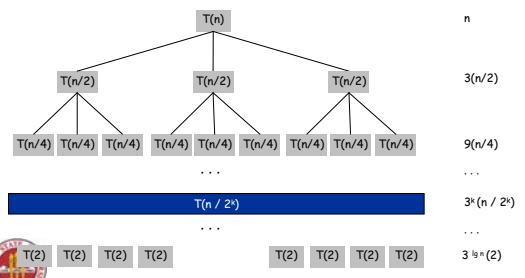 T(n) n
T(n/2) T(n/2) T(n/2) 3(n/2)
T(n/4) T(n/4) T(n/4) T(n/4) T(n/4) T(n/4) T(n/4) T(n/4) T(n/4) 9(n/4)
. . . . . .
T(n / 2ᵏ) 3ᵏ (n / 2ᵏ)
. . . . . .
T(2) T(2) T(2) T(2) T(2) T(2) T(2) T(2) 3 ˡᵍ ⁿ (2)